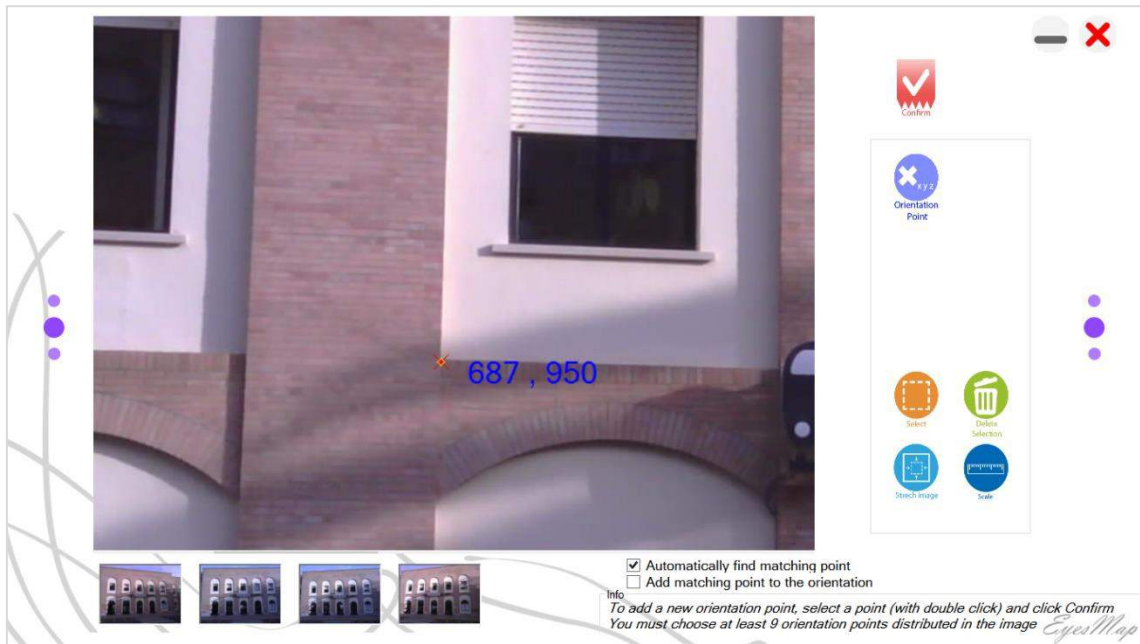 Confirm
x y z
Orientation
Point
687 , 950
Select
Delete
Selection
Strech image
Scale
Automatically find matching point
Add matching point to the orientation
Info
To add a new orientation point, select a point (with double click) and click Confirm
You must choose at least 9 orientation points distributed in the image
EyesMap